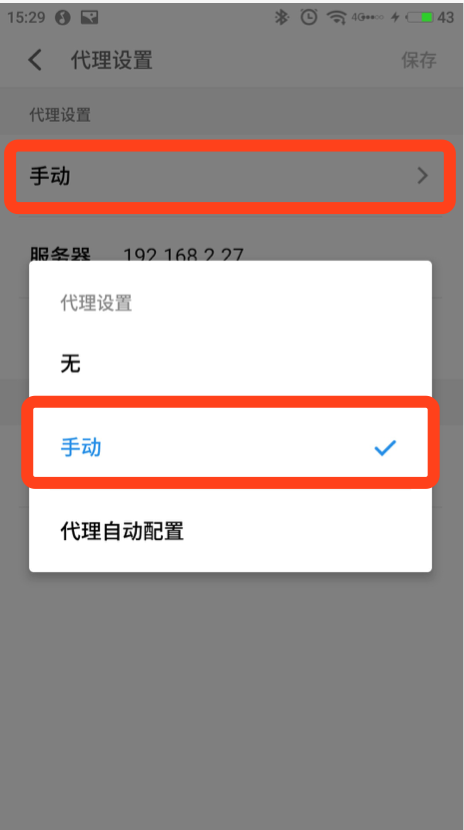 15:29 4G 43
代理设置 保存
代理设置
手动
服务器 192.168.2.27
代理设置
无
手动
代理自动配置